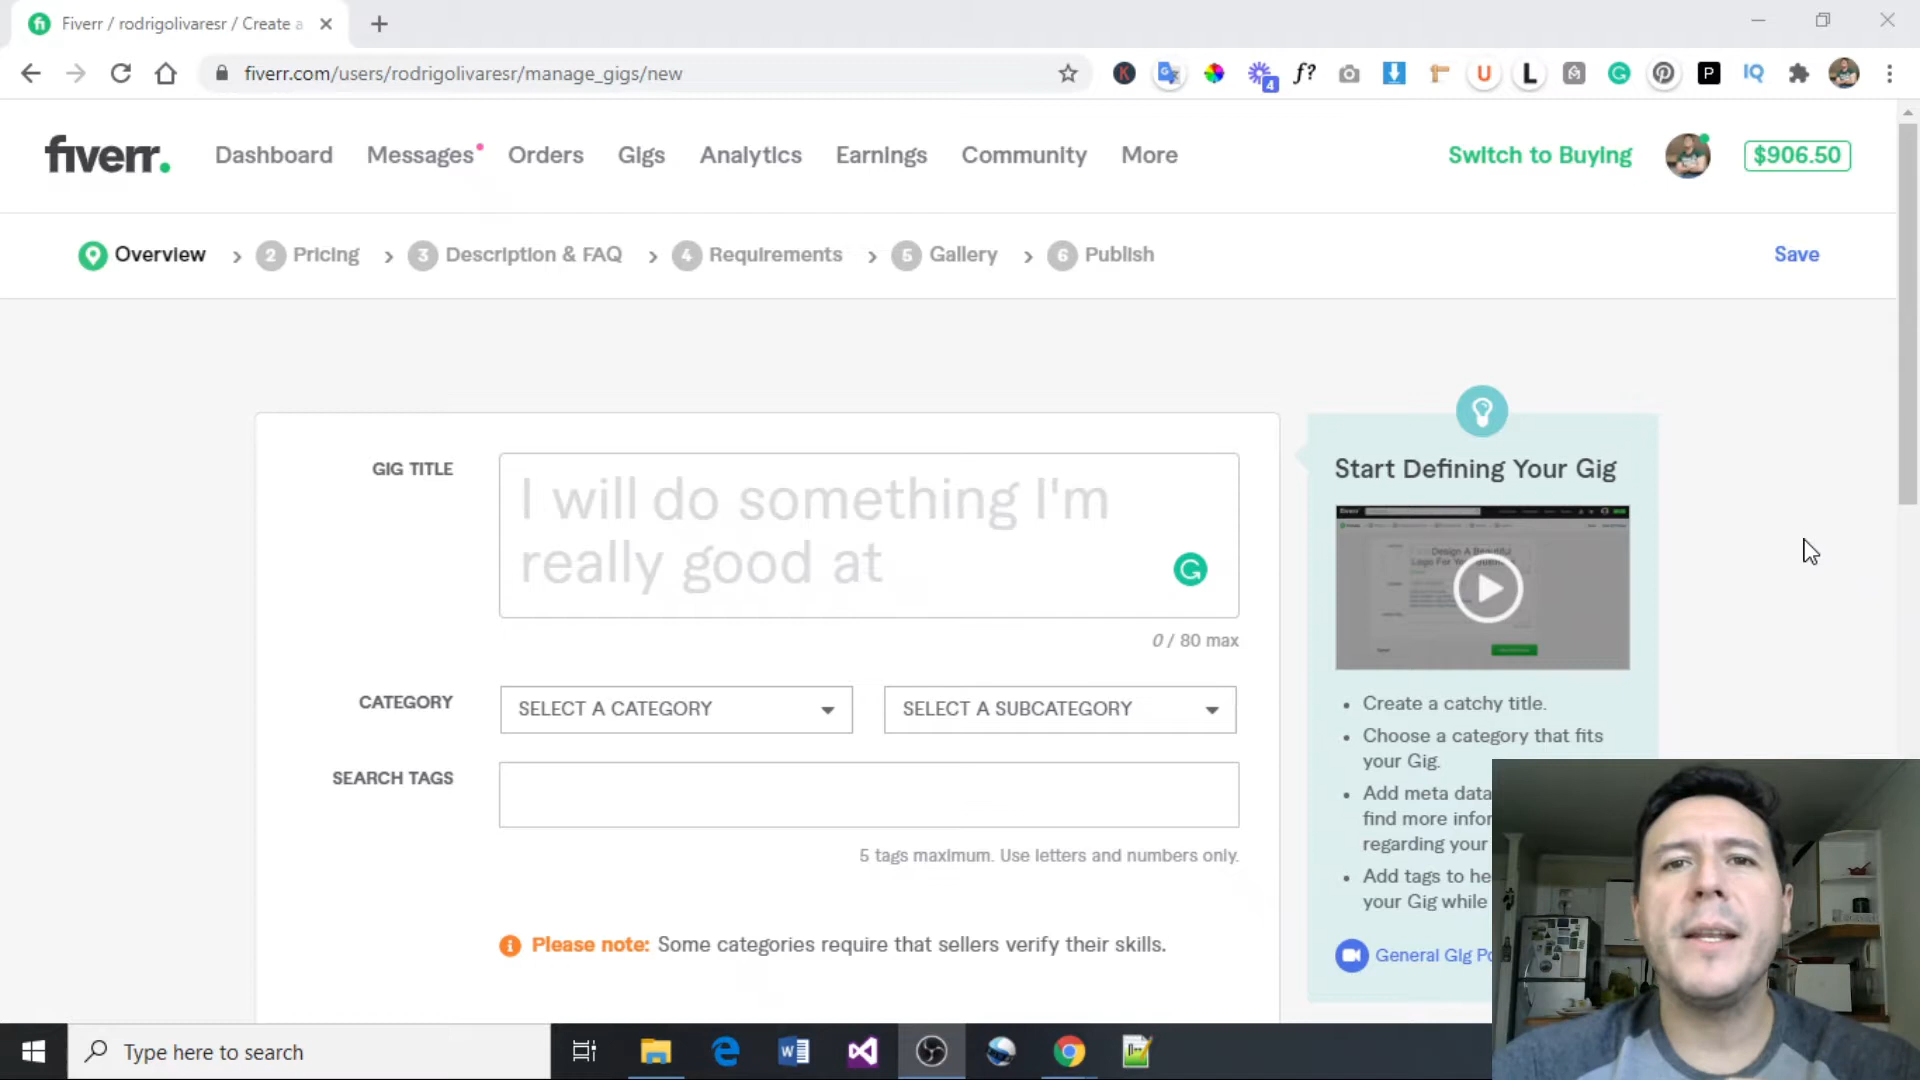 Fiverr / rodrigolivaresr / Create a
fiverr.com/users/rodrigolivaresr/manage_gigs/new
fiverr.
Dashboard
Messages
Orders
Gigs
Analytics
Earnings
Community
More
Switch to Buying
$906.50
Overview
2 Pricing
3 Description & FAQ
4 Requirements
5 Gallery
6 Publish
Save
GIG TITLE
I will do something I'm
really good at
0 / 80 max
CATEGORY
SELECT A CATEGORY
SELECT A SUBCATEGORY
SEARCH TAGS
5 tags maximum. Use letters and numbers only.
Please note: Some categories require that sellers verify their skills.
Start Defining Your Gig
Design A Beautiful
• Create a catchy title.
• Choose a category that fits
your Gig.
• Add meta data
find more infor
regarding your
• Add tags to he
your Gig while
General Gig Po
Type here to search